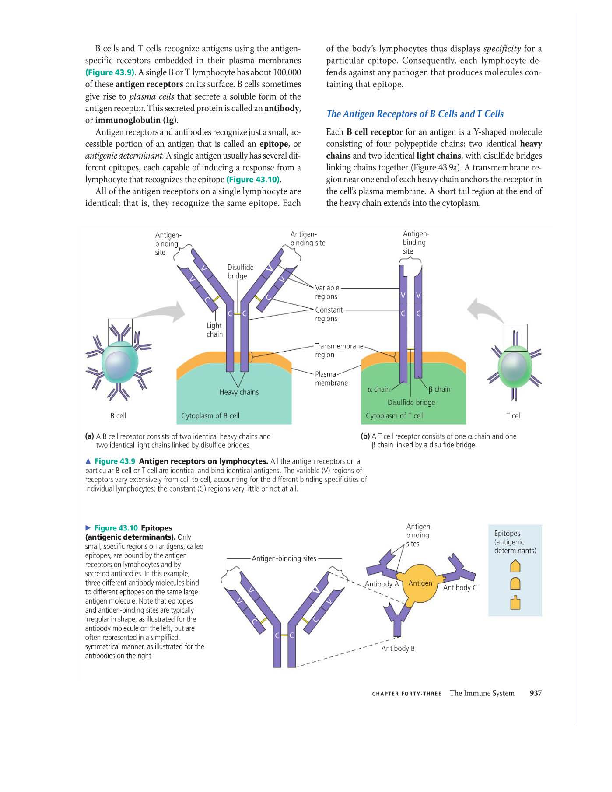 B cells and T cells recognize antigens using the antigen-
specific receptors embedded in their plasma membranes
(Figure 43.9). A single B or T lymphocyte has about 100,000
of these antigen receptors on its surface. B cells sometimes
give rise to plasma cells that secrete a soluble form of the
antigen receptor. This secreted protein is called an antibody,
or immunoglobulin (Ig).
Antigen receptors and antibodies recognize just a small, ac-
cessible portion of an antigen that is called an epitope, or
antigenic determinant. A single antigen usually has several dif-
ferent epitopes, each capable of inducing a response from a
lymphocyte that recognizes the epitope (Figure 43.10).
All of the antigen receptors on a single lymphocyte are
identical; that is, they recognize the same epitope. Each
of the body's lymphocytes thus displays specificity for a
particular epitope. Consequently, each lymphocyte de-
fends against any pathogen that produces molecules con-
taining that epitope.
The Antigen Receptors of B Cells and T Cells
Each B cell receptor for an antigen is a Y-shaped molecule
consisting of four polypeptide chains: two identical heavy
chains and two identical light chains, with disulfide bridges
linking chains together (Figure 43.9a). A transmembrane re-
gion near one end of each heavy chain anchors the receptor in
the cell's plasma membrane. A short tail region at the end of
the heavy chain extends into the cytoplasm.
Antigen-
binding
site
Antigen-
binding site
Disulfide
bridge
V
V
V
V
C
C
C
C
Light
chain
Variable
regions
Constant
regions
Transmembrane
region
Plasma
membrane
Heavy chains
B cell
Cytoplasm of B cell
Antigen-
binding
site
V
V
C
C
α chain
β chain
Disulfide bridge
Cytoplasm of T cell
T cell
(a) A B cell receptor consists of two identical heavy chains and
two identical light chains linked by disulfide bridges.
(b) A T cell receptor consists of one α chain and one
β chain linked by a disulfide bridge.
▲ Figure 43.9 Antigen receptors on lymphocytes. All the antigen receptors on a
particular B cell or T cell are identical and bind identical antigens. The variable (V) regions of
receptors vary extensively from cell to cell, accounting for the different binding specificities of
individual lymphocytes; the constant (C) regions vary little or not at all.
▶ Figure 43.10 Epitopes
(antigenic determinants). Only
small, specific regions on antigens, called
epitopes, are bound by the antigen
receptors on lymphocytes and by
secreted antibodies. In this example,
three different antibody molecules bind
to different epitopes on the same large
antigen molecule. Note that epitopes
and antigen-binding sites are typically
irregular in shape, as illustrated for the
antibody molecule on the left, but are
often represented in a simplified,
symmetrical manner, as illustrated for the
antibodies on the right.
Antigen-binding sites
V
V
V
V
C
C
C
C
Antigen
binding
sites
Antibody A
Antigen
Antibody C
Antibody B
Epitopes
(antigenic
determinants)
CHAPTER FORTY-THREE The Immune System 937